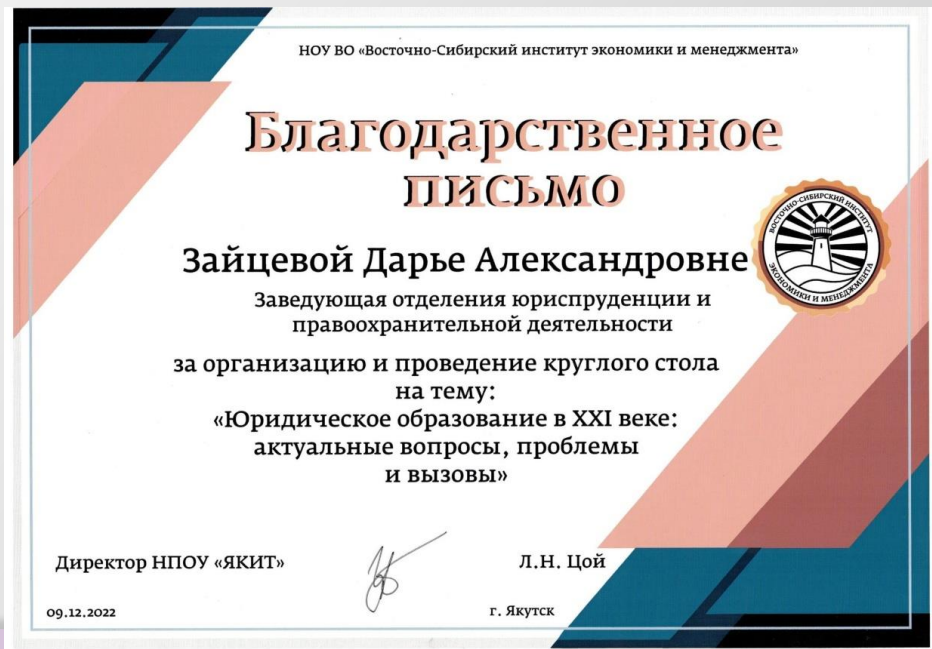 НОУ ВО «Восточно-Сибирский институт экономики и менеджмента»
Благодарственное
письмо
ВОСТОЧНО-СИБИРСКИЙ ИНСТИТУТ
ЭКОНОМИКИ И МЕНЕДЖМЕНТА
Зайцевой Дарье Александровне
Заведующая отделения юриспруденции и
правоохранительной деятельности
за организацию и проведение круглого стола
на тему:
«Юридическое образование в XXI веке:
актуальные вопросы, проблемы
и вызовы»
Директор НПОУ «ЯКИТ»
Л.Н. Цой
09.12.2022
г. Якутск